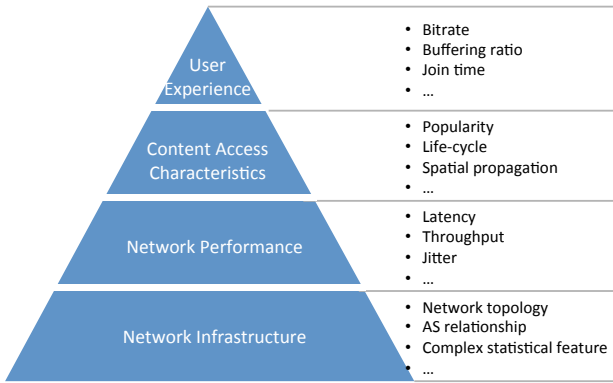 User
Experience
• Bitrate
• Buffering ratio
• Join time
• ...
Content Access
Characteristics
• Popularity
• Life-cycle
• Spatial propagation
• ...
Network Performance
• Latency
• Throughput
• Jitter
• ...
Network Infrastructure
• Network topology
• AS relationship
• Complex statistical feature
• ...